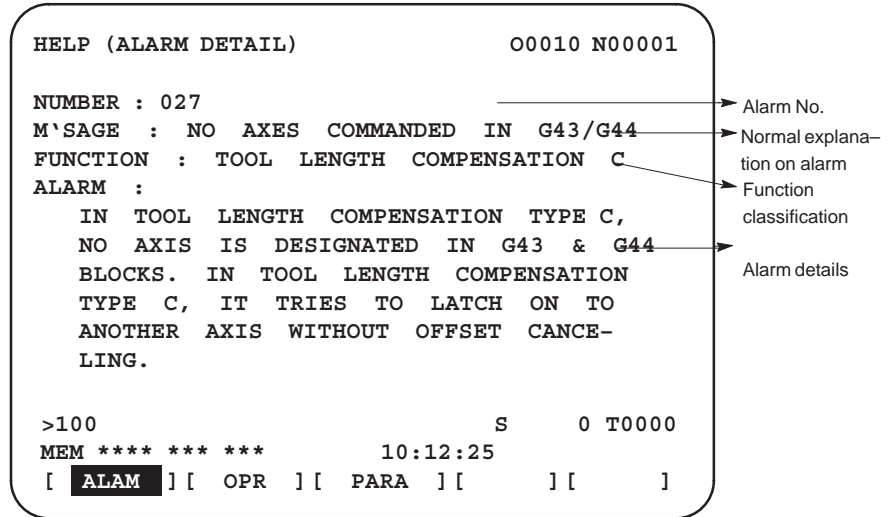 HELP (ALARM DETAIL) O0010 N00001
NUMBER : 027
M‘SAGE : NO AXES COMMANDED IN G43/G44
FUNCTION : TOOL LENGTH COMPENSATION C
ALARM :
IN TOOL LENGTH COMPENSATION TYPE C,
NO AXIS IS DESIGNATED IN G43 & G44
BLOCKS. IN TOOL LENGTH COMPENSATION
TYPE C, IT TRIES TO LATCH ON TO
ANOTHER AXIS WITHOUT OFFSET CANCE–
LING.
>100 S 0 T0000
MEM **** *** *** 10:12:25
[ ALAM ][ OPR ][ PARA ][ ][ ]
Alarm No.
Normal explana–
tion on alarm
Function
classification
Alarm details